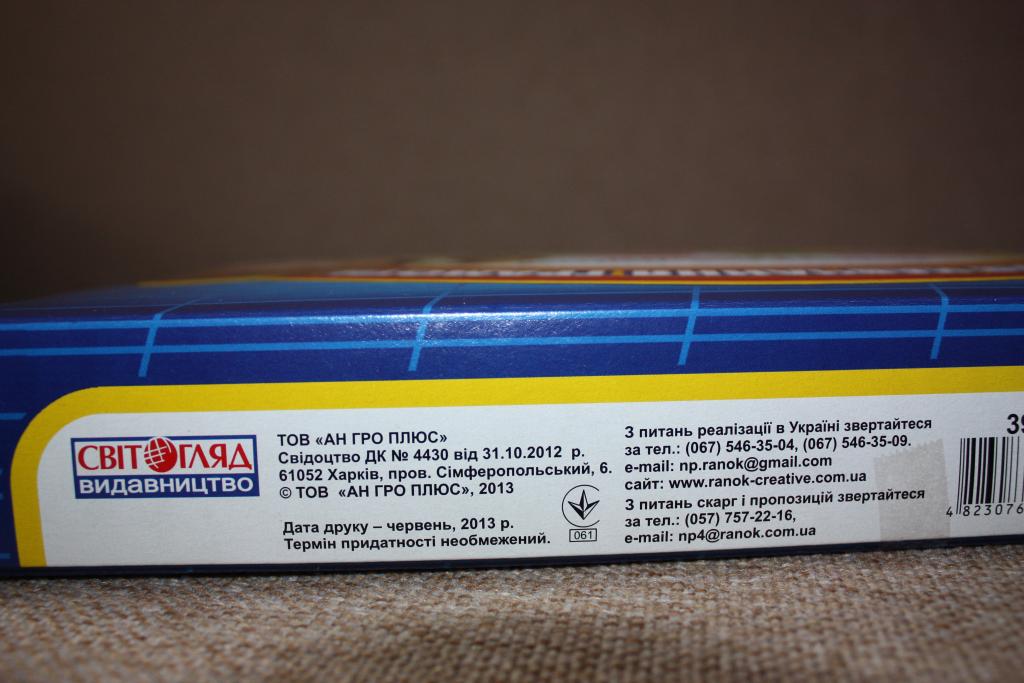 СВІТОГЛЯД
ВИДАВНИЦТВО
ТОВ «АН ГРО ПЛЮС»
Свідоцтво ДК № 4430 від 31.10.2012 р.
61052 Харків, пров. Сімферопольський, 6.
© ТОВ «АН ГРО ПЛЮС», 2013
Дата друку – червень, 2013 р.
Термін придатності необмежений.
061
З питань реалізації в Україні звертайтеся
за тел.: (067) 546-35-04, (067) 546-35-09.
e-mail: np.ranok@gmail.com
сайт: www.ranok-creative.com.ua
З питань скарг і пропозицій звертайтеся
за тел.: (057) 757-22-16,
e-mail: np4@ranok.com.ua
39
4 823076